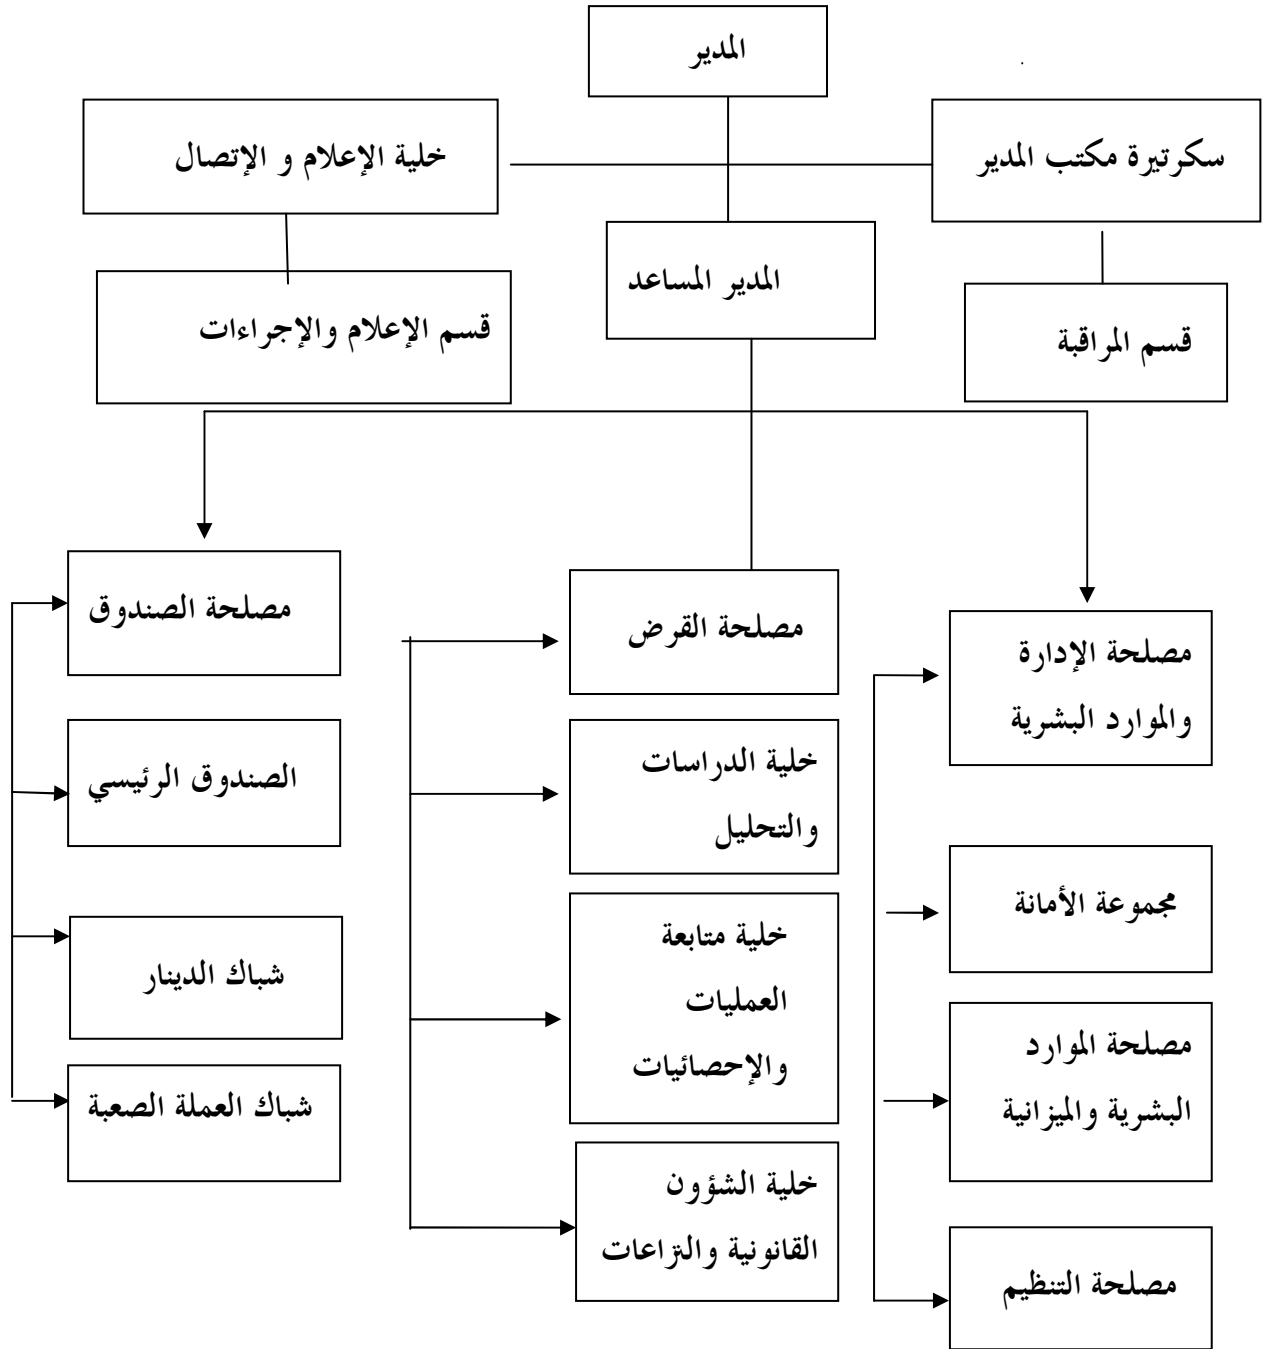 المدير
سكرتيرة مكتب المدير
خلية الإعلام و الإتصال
المدير المساعد
قسم المراقبة
قسم الإعلام والإجراءات
مصلحة الإدارة
والموارد البشرية
مجموعة الأمانة
مصلحة الموارد
البشرية والميزانية
مصلحة التنظيم
مصلحة القرض
خلية الدراسات
والتحليل
خلية متابعة
العمليات
والإحصائيات
خلية الشؤون
القانونية والنزاعات
مصلحة الصندوق
الصندوق الرئيسي
شباك الدينار
شباك العملة الصعبة